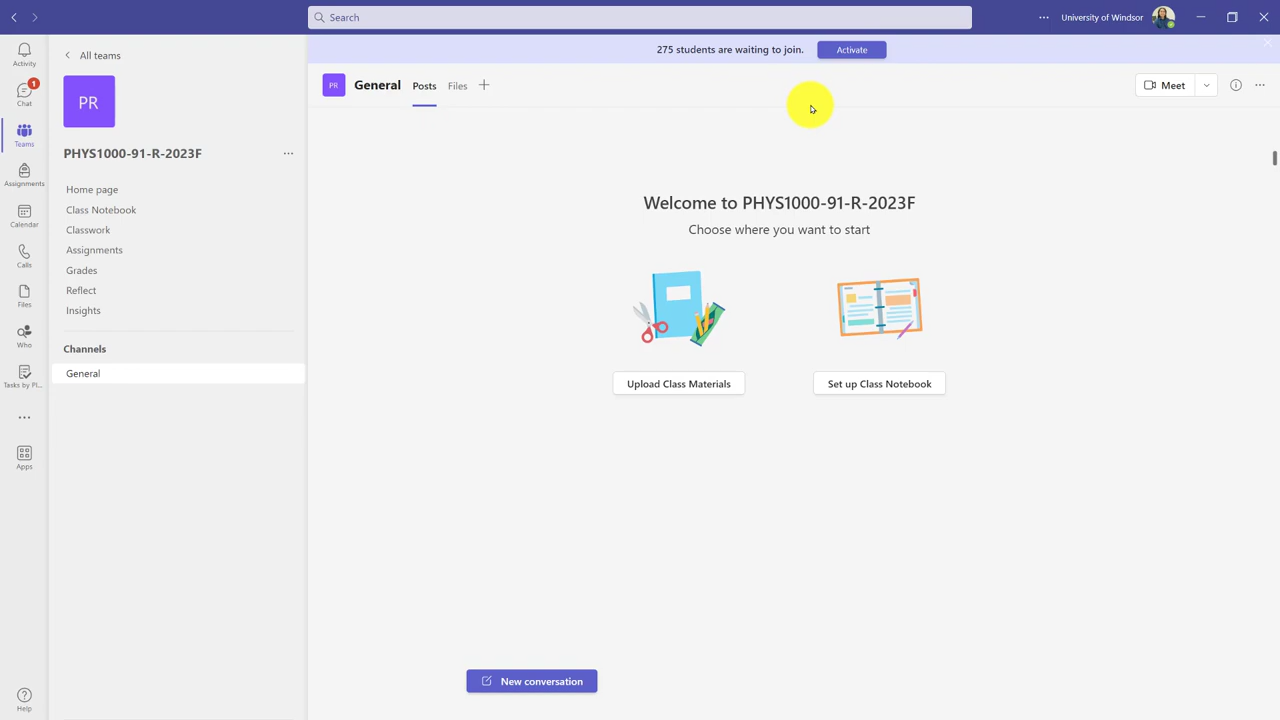 Search
University of Windsor
275 students are waiting to join.
Activate
Activity
Chat
1
Teams
Assignments
Calendar
Calls
Files
Who
Tasks by Pl...
Apps
Help
All teams
PR
PHYS1000-91-R-2023F
Home page
Class Notebook
Classwork
Assignments
Grades
Reflect
Insights
Channels
General
PR
General
Posts
Files
Meet
Welcome to PHYS1000-91-R-2023F
Choose where you want to start
Upload Class Materials
Set up Class Notebook
New conversation